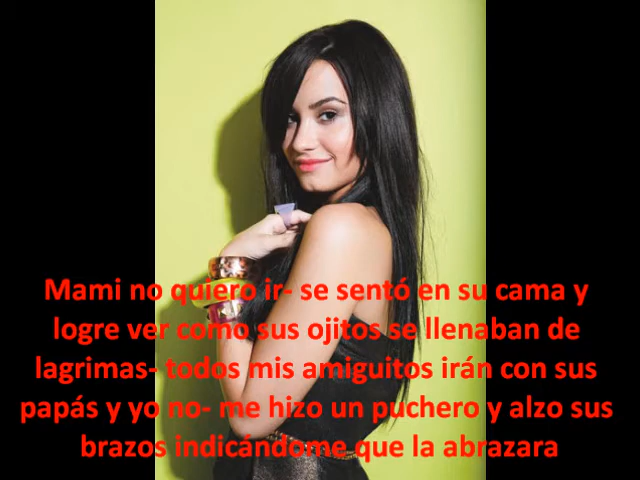 Mami no quiero ir- se sentó en su cama y
logre ver como sus ojitos se llenaban de
lagrimas- todos mis amiguitos irán con sus
papás y yo no- me hizo un puchero y alzo sus
brazos indicándome que la abrazara